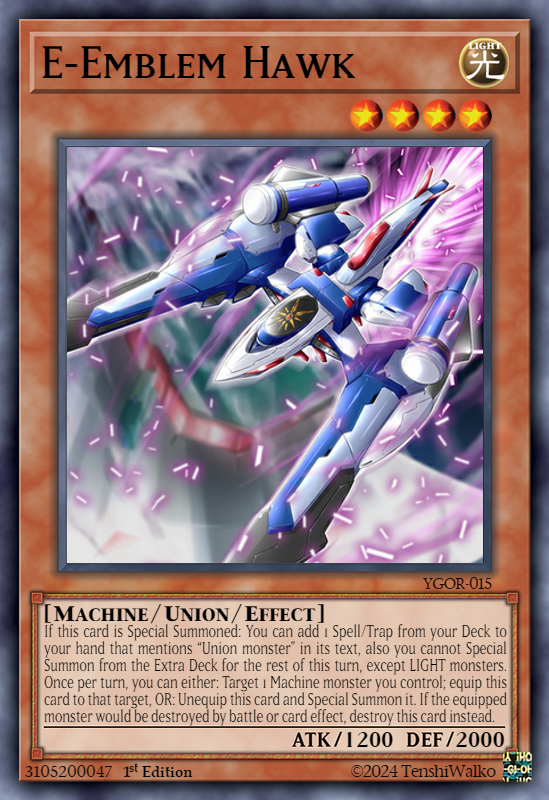 E-Emblem Hawk
LIGHT
光
YGOR-015
[Machine/Union/Effect]
If this card is Special Summoned: You can add 1 Spell/Trap from your Deck to
your hand that mentions “Union monster” in its text, also you cannot Special
Summon from the Extra Deck for the rest of this turn, except LIGHT monsters.
Once per turn, you can either: Target 1 Machine monster you control; equip this
card to that target, OR: Unequip this card and Special Summon it. If the equipped
monster would be destroyed by battle or card effect, destroy this card instead.
ATK/1200 DEF/2000
3105200047 1st Edition ©2024 TenshiWalko